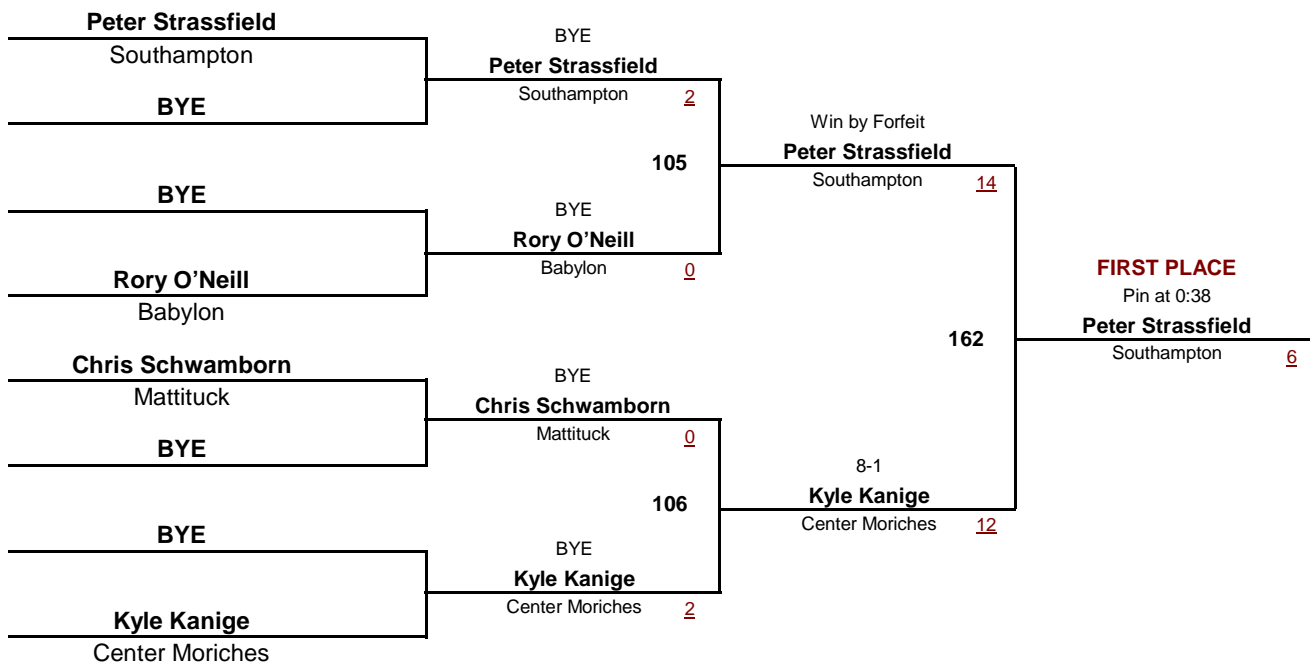 Peter Strassfield
Southampton
BYE
BYE
Rory O’Neill
Babylon
Chris Schwamborn
Mattituck
BYE
BYE
Kyle Kanige
Center Moriches
BYE
Peter Strassfield
Southampton 2
105
BYE
Rory O’Neill
Babylon 0
BYE
Chris Schwamborn
Mattituck 0
106
BYE
Kyle Kanige
Center Moriches 2
Win by Forfeit
Peter Strassfield
Southampton 14
162
8-1
Kyle Kanige
Center Moriches 12
FIRST PLACE
Pin at 0:38
Peter Strassfield
Southampton 6